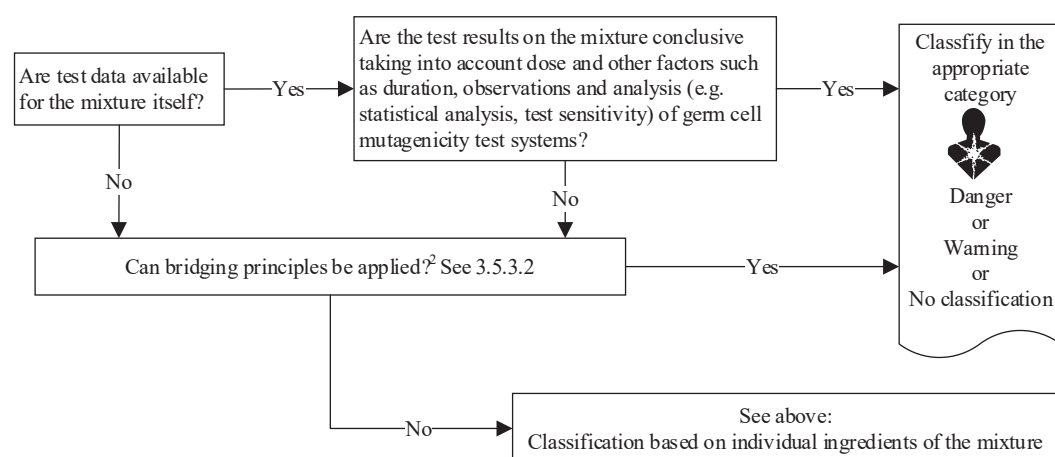 Are test data available
for the mixture itself?
Yes
Are the test results on the mixture conclusive
taking into account dose and other factors such
as duration, observations and analysis (e.g.
statistical analysis, test sensitivity) of germ cell
mutagenicity test systems?
Yes
Classfify in the
appropriate
category
Danger
or
Warning
or
No classification
No
No
Can bridging principles be applied?² See 3.5.3.2
Yes
No
See above:
Classification based on individual ingredients of the mixture